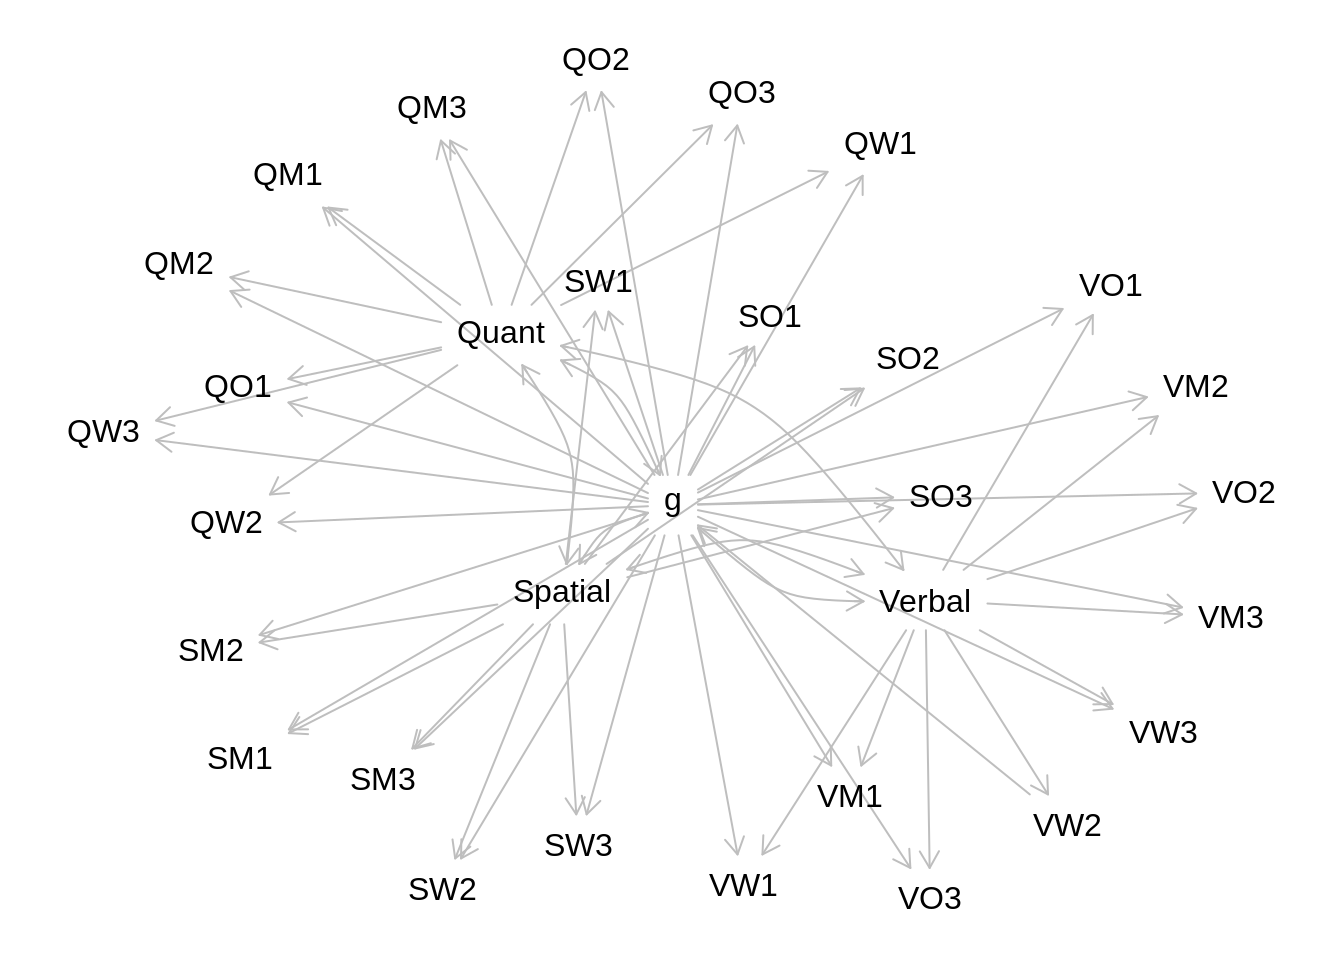 QO2
QO3
QM3
QW1
QM1
QM2
SW1
VO1
SO1
Quant
SO2
QO1
VM2
QW3
VO2
SO3
g
QW2
Spatial
Verbal
VM3
SM2
VW3
SM1
SM3
VM1
VW2
SW3
VW1
SW2
VO3